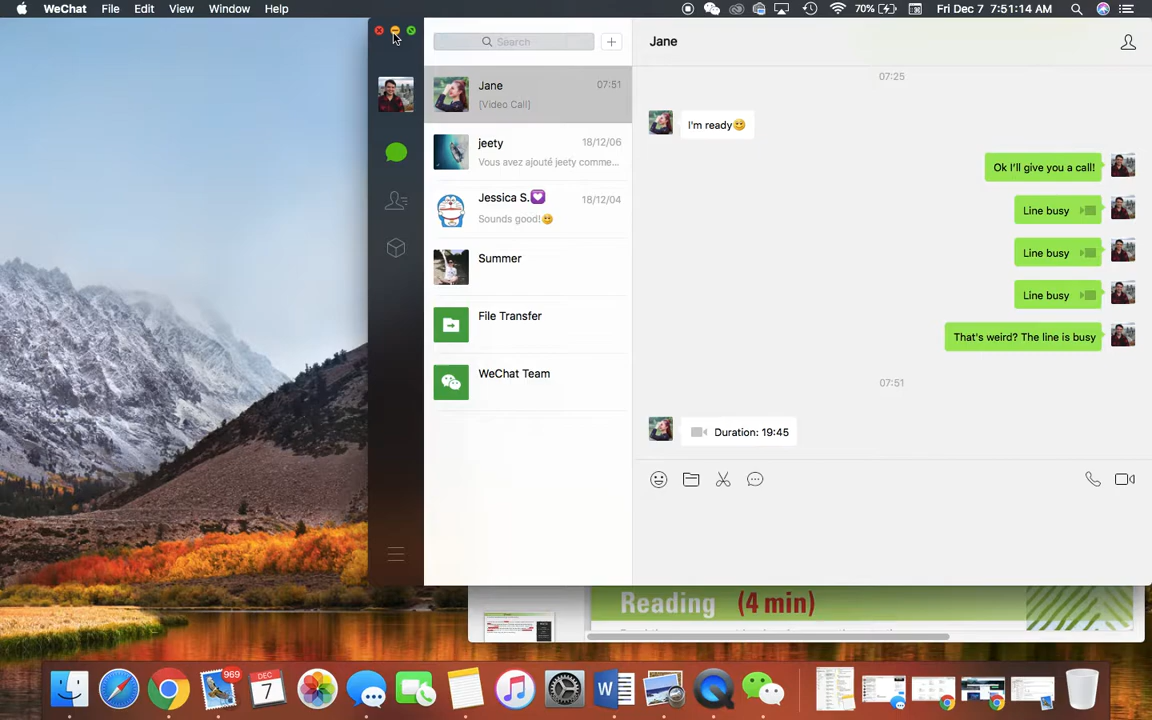 WeChat File Edit View Window Help
70% Fri Dec 7 7:51:14 AM
Search
Jane
07:51
[Video Call]
jeety
18/12/06
Vous avez ajouté jeety comme...
Jessica S.
18/12/04
Sounds good!😊
Summer
File Transfer
WeChat Team
Jane
07:25
I'm ready😊
Ok I'll give you a call!
Line busy
Line busy
Line busy
That's weird? The line is busy
07:51
Duration: 19:45
Reading (4 min)
969
DEC
7